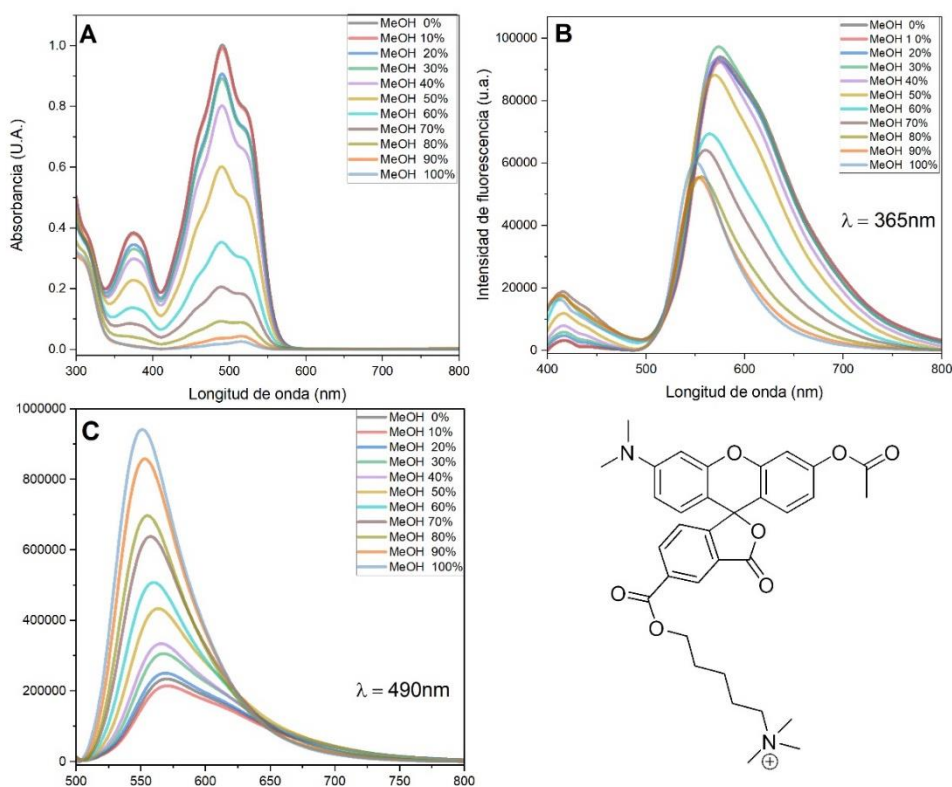 A
Absorbancia (U.A.)
1.0
0.8
0.6
0.4
0.2
0.0
300 400 500 600 700 800
Longitud de onda (nm)
MeOH 0%
MeOH 10%
MeOH 20%
MeOH 30%
MeOH 40%
MeOH 50%
MeOH 60%
MeOH 70%
MeOH 80%
MeOH 90%
MeOH 100%
B
Intensidad de fluorescencia (u.a.)
100000
80000
60000
40000
20000
0
400 500 600 700 800
Longitud de onda (nm)
MeOH 0%
MeOH 1 0%
MeOH 20%
MeOH 30%
MeOH 40%
MeOH 50%
MeOH 60%
MeOH 70%
MeOH 80%
MeOH 90%
MeOH 100%
λ = 365nm
C
1000000
800000
600000
400000
200000
0
500 550 600 650 700 750 800
MeOH 0%
MeOH 10%
MeOH 20%
MeOH 30%
MeOH 40%
MeOH 50%
MeOH 60%
MeOH 70%
MeOH 80%
MeOH 90%
MeOH 100%
λ = 490nm
N O O O
O
O
O
O
N
⊕